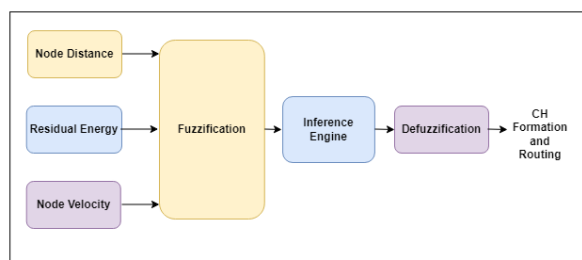 Node Distance
Residual Energy
Node Velocity
Fuzzification
Inference
Engine
Defuzzification
CH
Formation
and
Routing